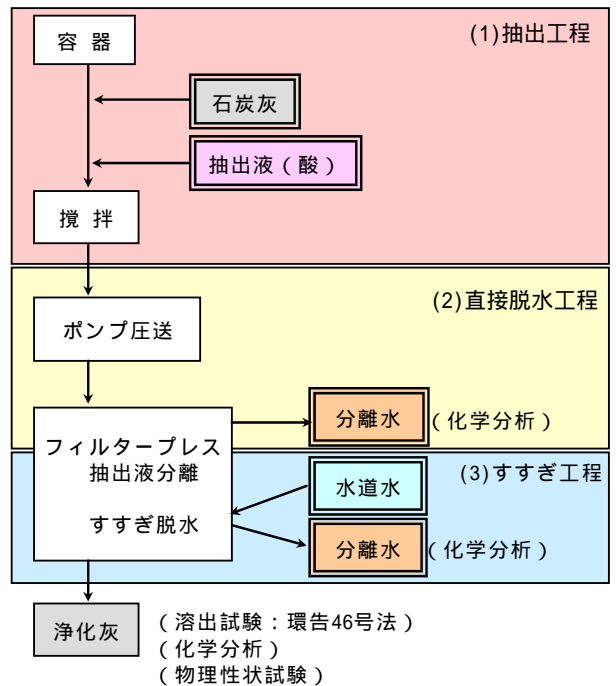 (1)抽出工程
容 器
石炭灰
抽出液（酸）
撹 拌
(2)直接脱水工程
ポンプ圧送
分離水
（化学分析）
フィルタープレス
抽出液分離
(3)すすぎ工程
水道水
すすぎ脱水
分離水
（化学分析）
浄化灰
（溶出試験：環告46号法）
（化学分析）
（物理性状試験）